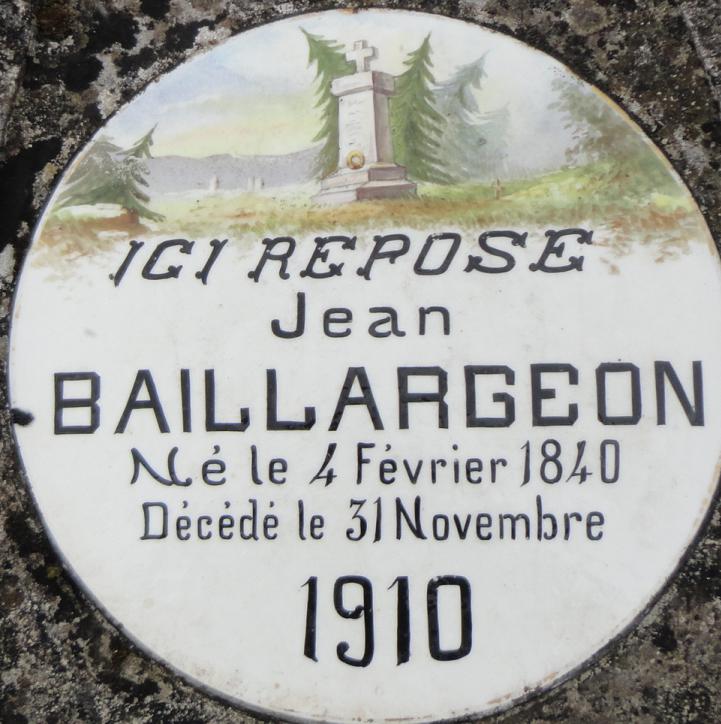 ICI REPOSE
Jean
BAILLARGEON
Né le 4 Février 1840
Décédé le 31 Novembre
1910